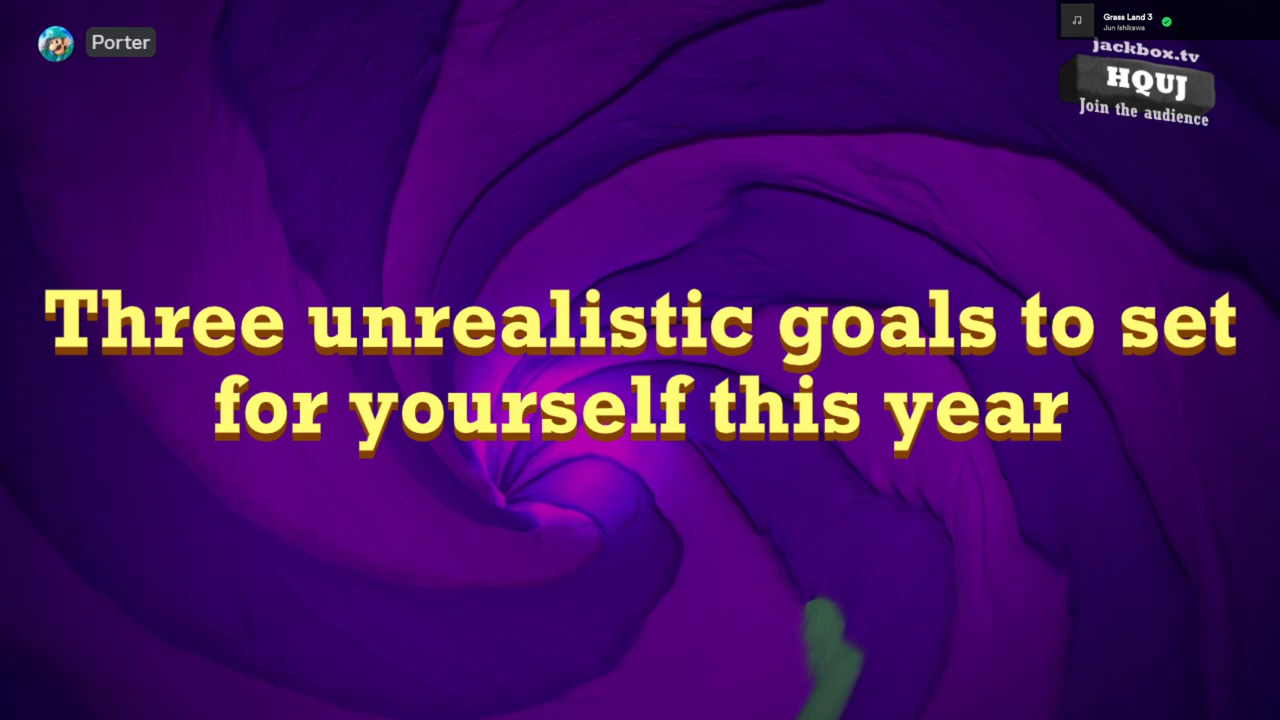 Porter
Grass Land 3
Jun Ishikawa
jackbox.tv
HQUJ
Join the audience
Three unrealistic goals to set
for yourself this year